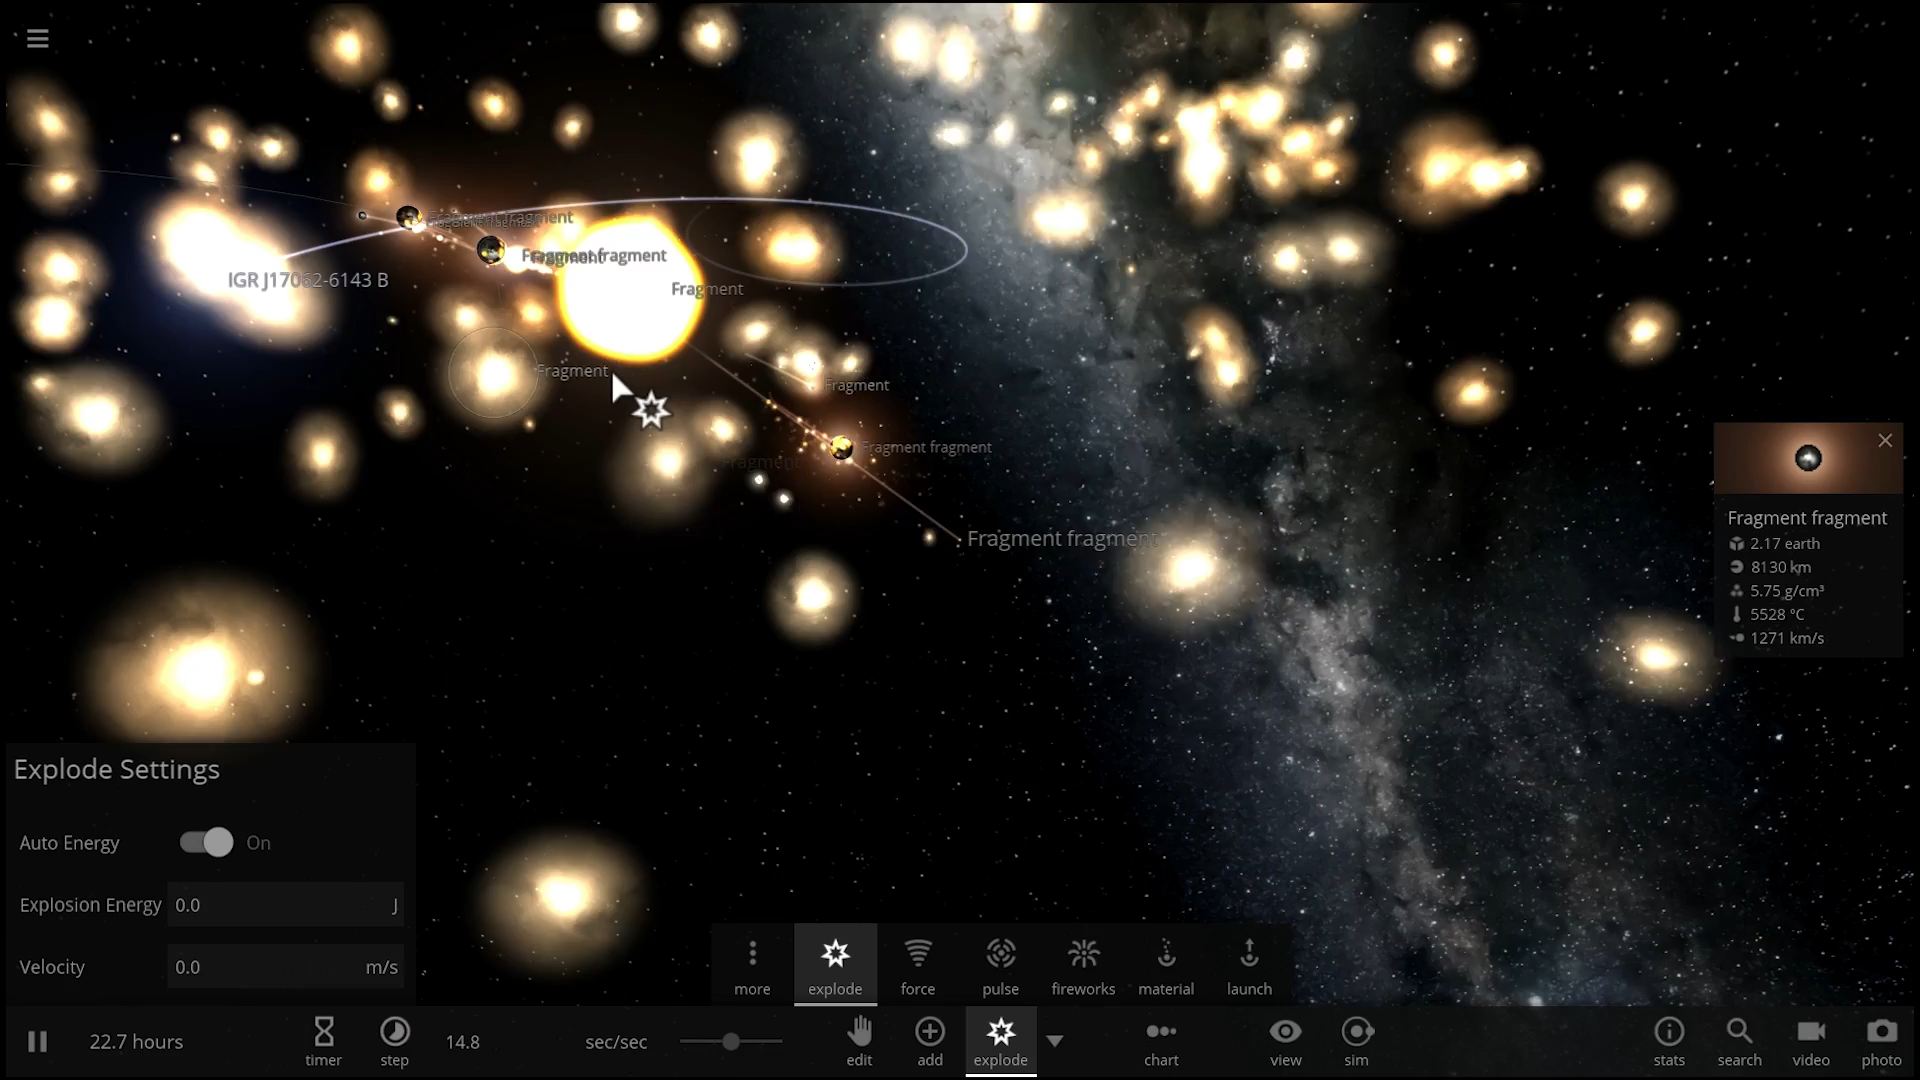 Fragment fragment
Fragment fragment
Fragment
Fragment
IGR J17062-6143 B
Fragment
Fragment
Fragment fragment
Fragment
Fragment fragment
Fragment fragment
2.17 earth
8130 km
5.75 g/cm³
5528 °C
1271 km/s
Explode Settings
Auto Energy On
Explosion Energy 0.0 J
Velocity 0.0 m/s
more explode force pulse fireworks material launch
22.7 hours timer step 14.8 sec/sec edit add explode chart view sim stats search video photo